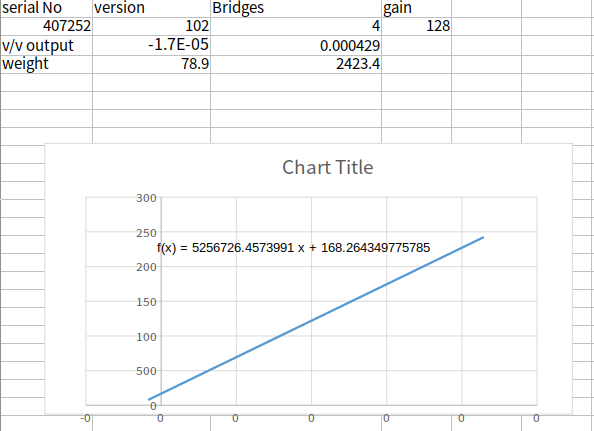 serial No version Bridges gain
407252 102 4 128
v/v output -1.7E-05 0.000429
weight 78.9 2423.4
Chart Title
300
250
f(x) = 5256726.4573991 x + 168.264349775785
200
150
100
500
0
-0 0 0 0 0 0 0